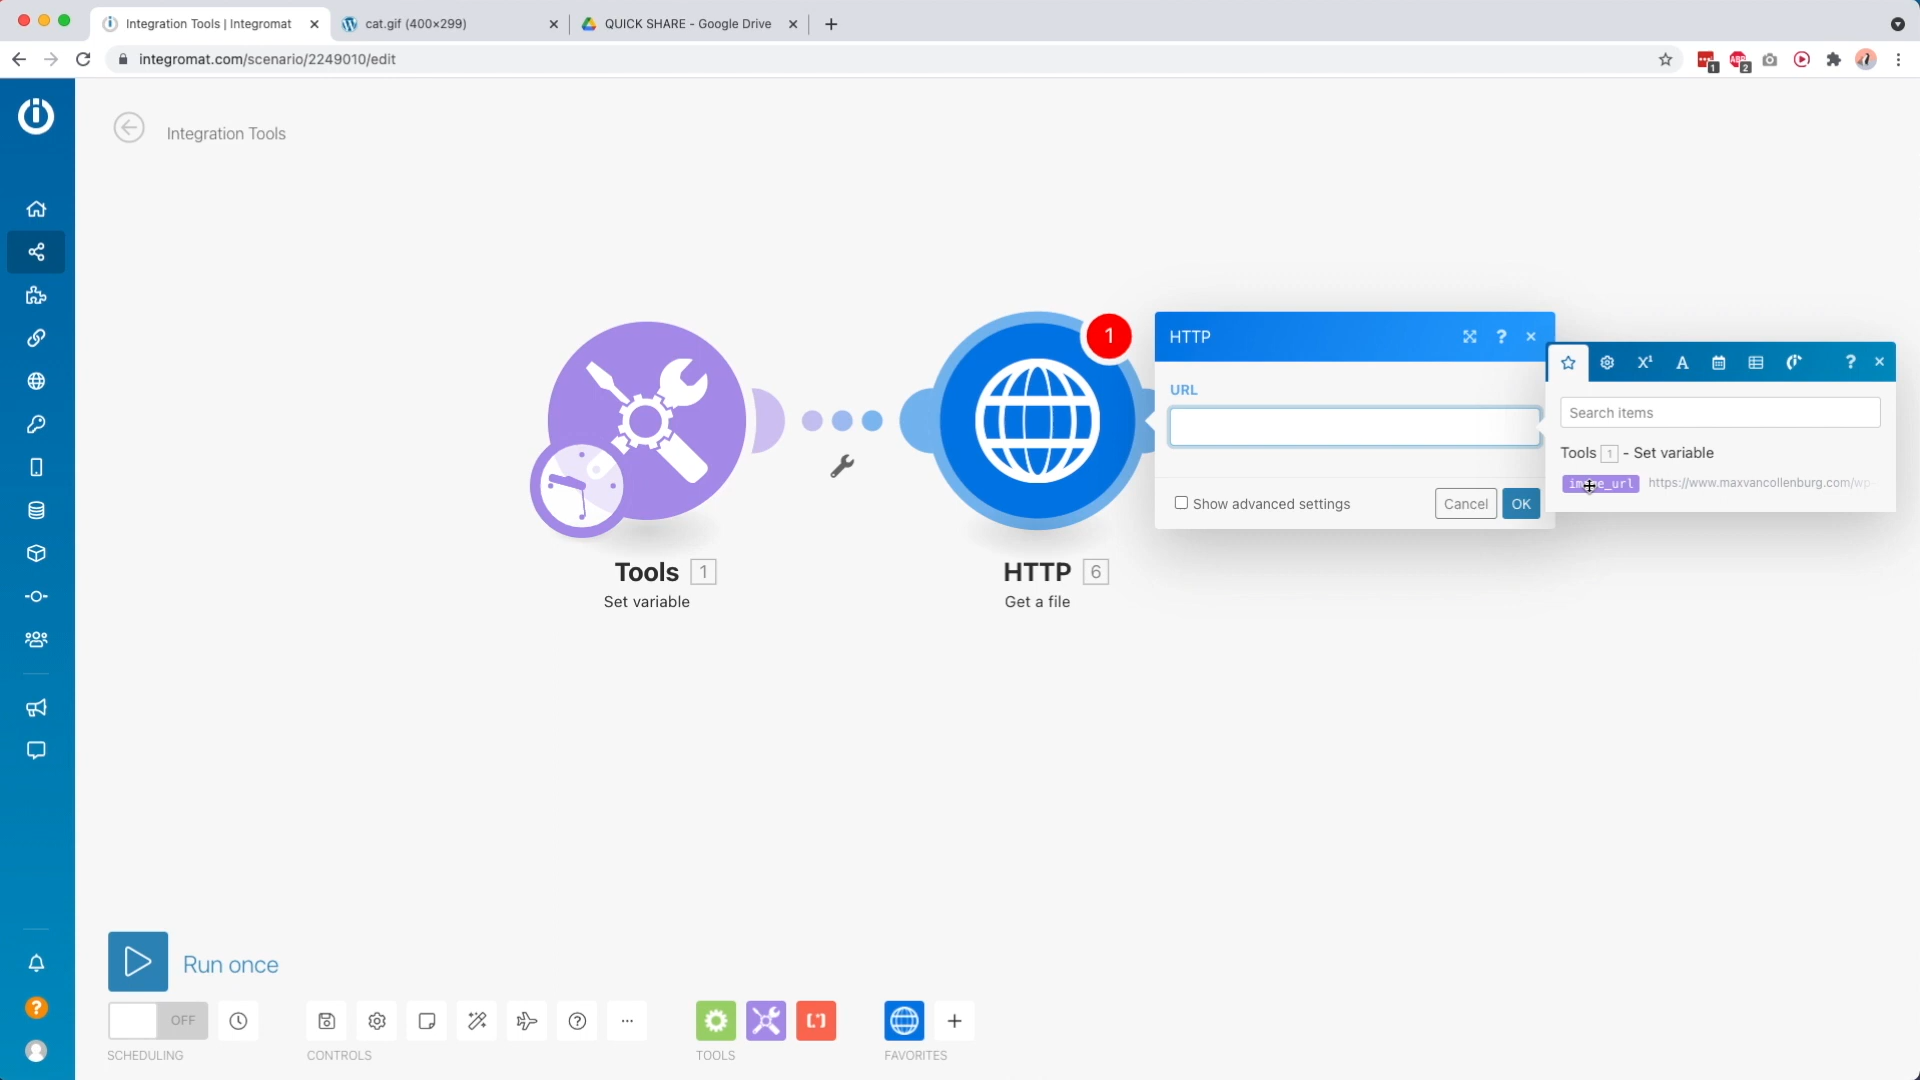 Integration Tools | Integromat
cat.gif (400×299)
QUICK SHARE - Google Drive
integromat.com/scenario/2249010/edit
1
2
Integration Tools
1
HTTP
URL
Search items
Tools 1 - Set variable
https://www.maxvancollenburg.com/wp-
Show advanced settings
Cancel
OK
Tools 1
Set variable
HTTP 6
Get a file
Run once
OFF
SCHEDULING
CONTROLS
TOOLS
FAVORITES